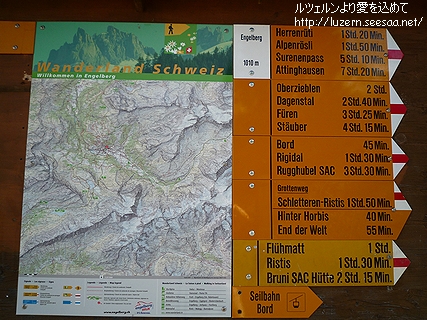 ルツェルンより愛を込めて
http://luzern.seesaa.net/
Wanderland Schweiz
Willkommen in Engelberg
Engelberg
1010 m
Herrenrüti 1 Std. 20 Min.
Alpenrösli 1 Std. 50 Min.
Surenenpass 5 Std. 10 Min.
Attinghausen 7 Std. 20 Min.
Oberzieblen 2 Std.
Dagenstal 2 Std. 40 Min.
Füren 3 Std. 25 Min.
Stäuber 4 Std. 15 Min.
Bord 45 Min.
Rigidal 1 Std. 30 Min.
Rugghubel SAC 3 Std. 30 Min.
Grottenweg
Schletteren-Ristis 1 Std. 50 Min.
Hinter Horbis 40 Min.
End der Welt 55 Min.
Flühmatt 1 Std.
Ristis 1 Std. 30 Min.
Bruni SAC Hütte 2 Std. 15 Min.
Seilbahn
Bord